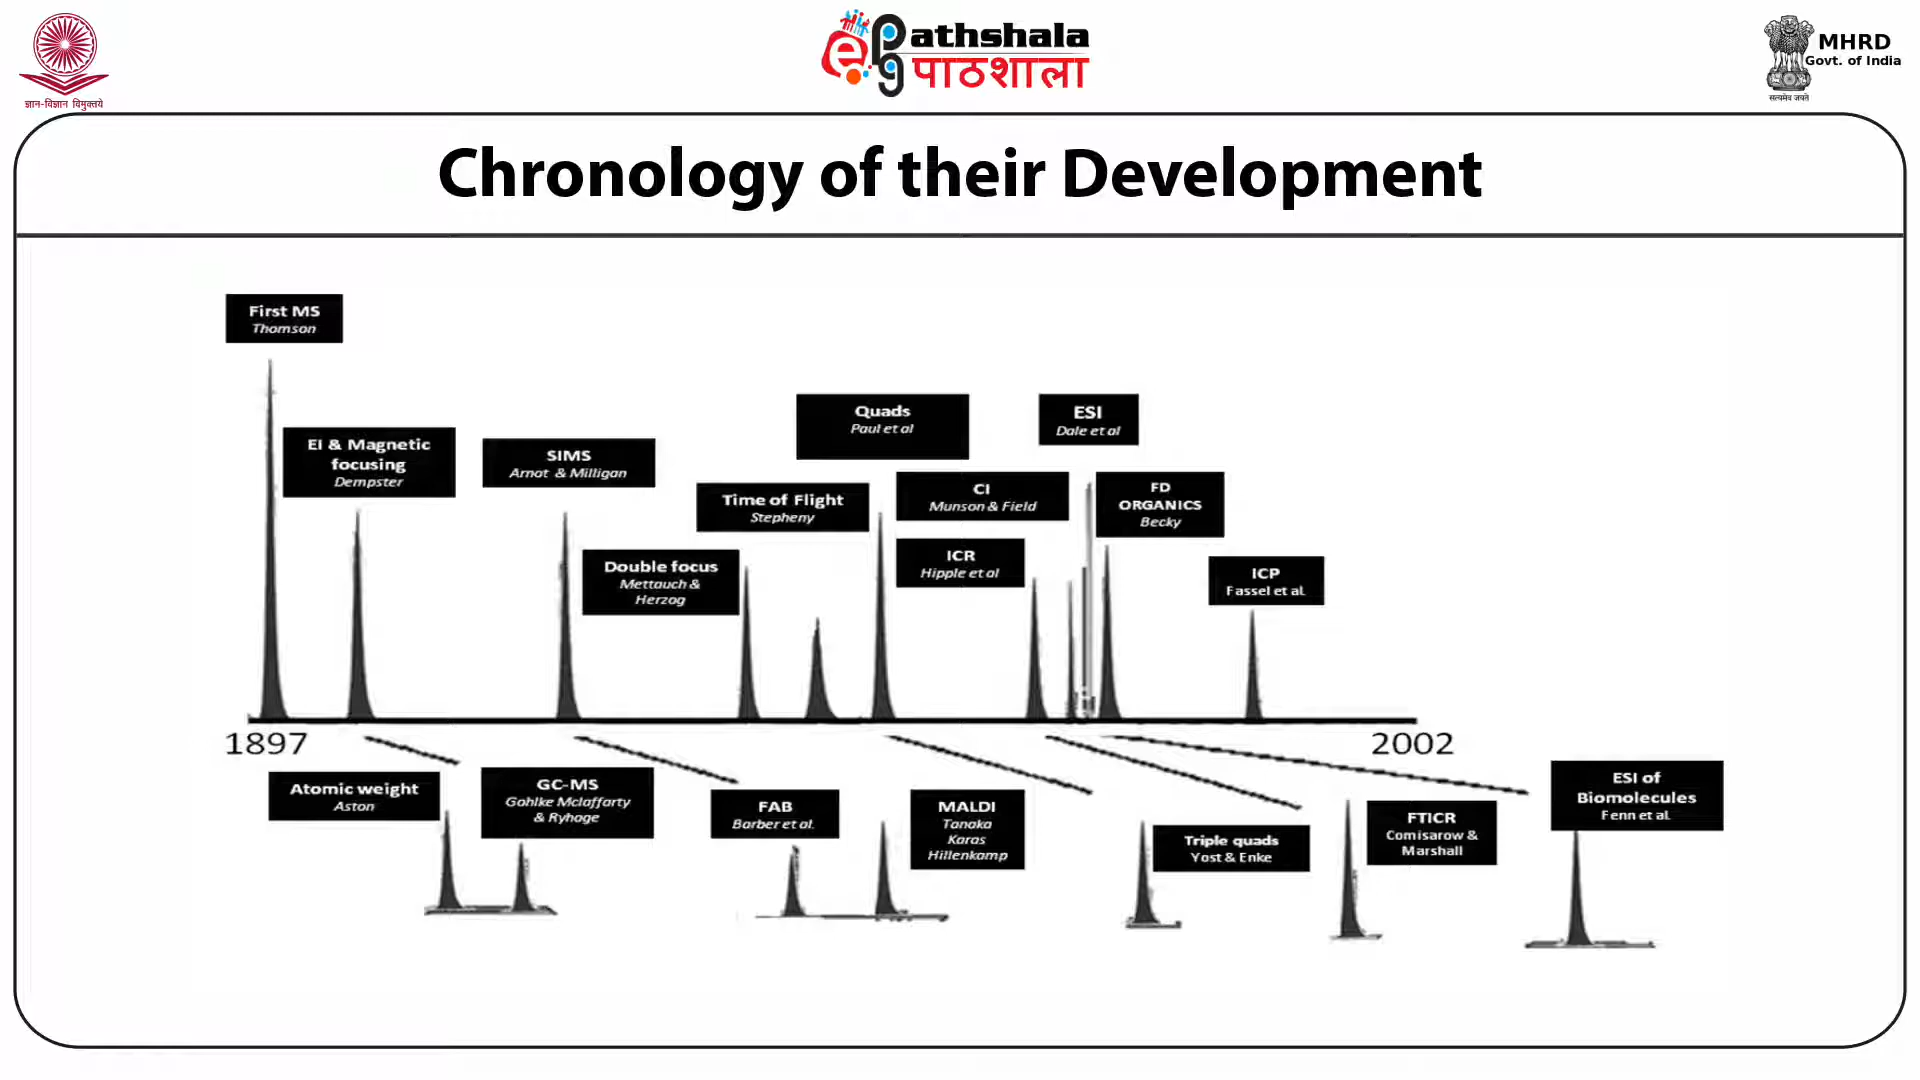 ज्ञान-विज्ञान विमुक्तये
ePathshala
पाठशाला
MHRD
Govt. of India
सत्यमेव जयते
Chronology of their Development
First MS
Thomson
EI & Magnetic
focusing
Dempster
SIMS
Arnot & Milligan
Double focus
Mettauch &
Herzog
Time of Flight
Stepheny
Quads
Paul et al
CI
Munson & Field
ICR
Hipple et al
ESI
Dale et al
FD
ORGANICS
Becky
ICP
Fassel et al.
1897
2002
Atomic weight
Aston
GC-MS
Gohlke Mclafferty
& Ryhage
FAB
Barber et al.
MALDI
Tanaka
Karas
Hillenkamp
Triple quads
Yost & Enke
FTICR
Comisarow &
Marshall
ESI of
Biomolecules
Fenn et al.